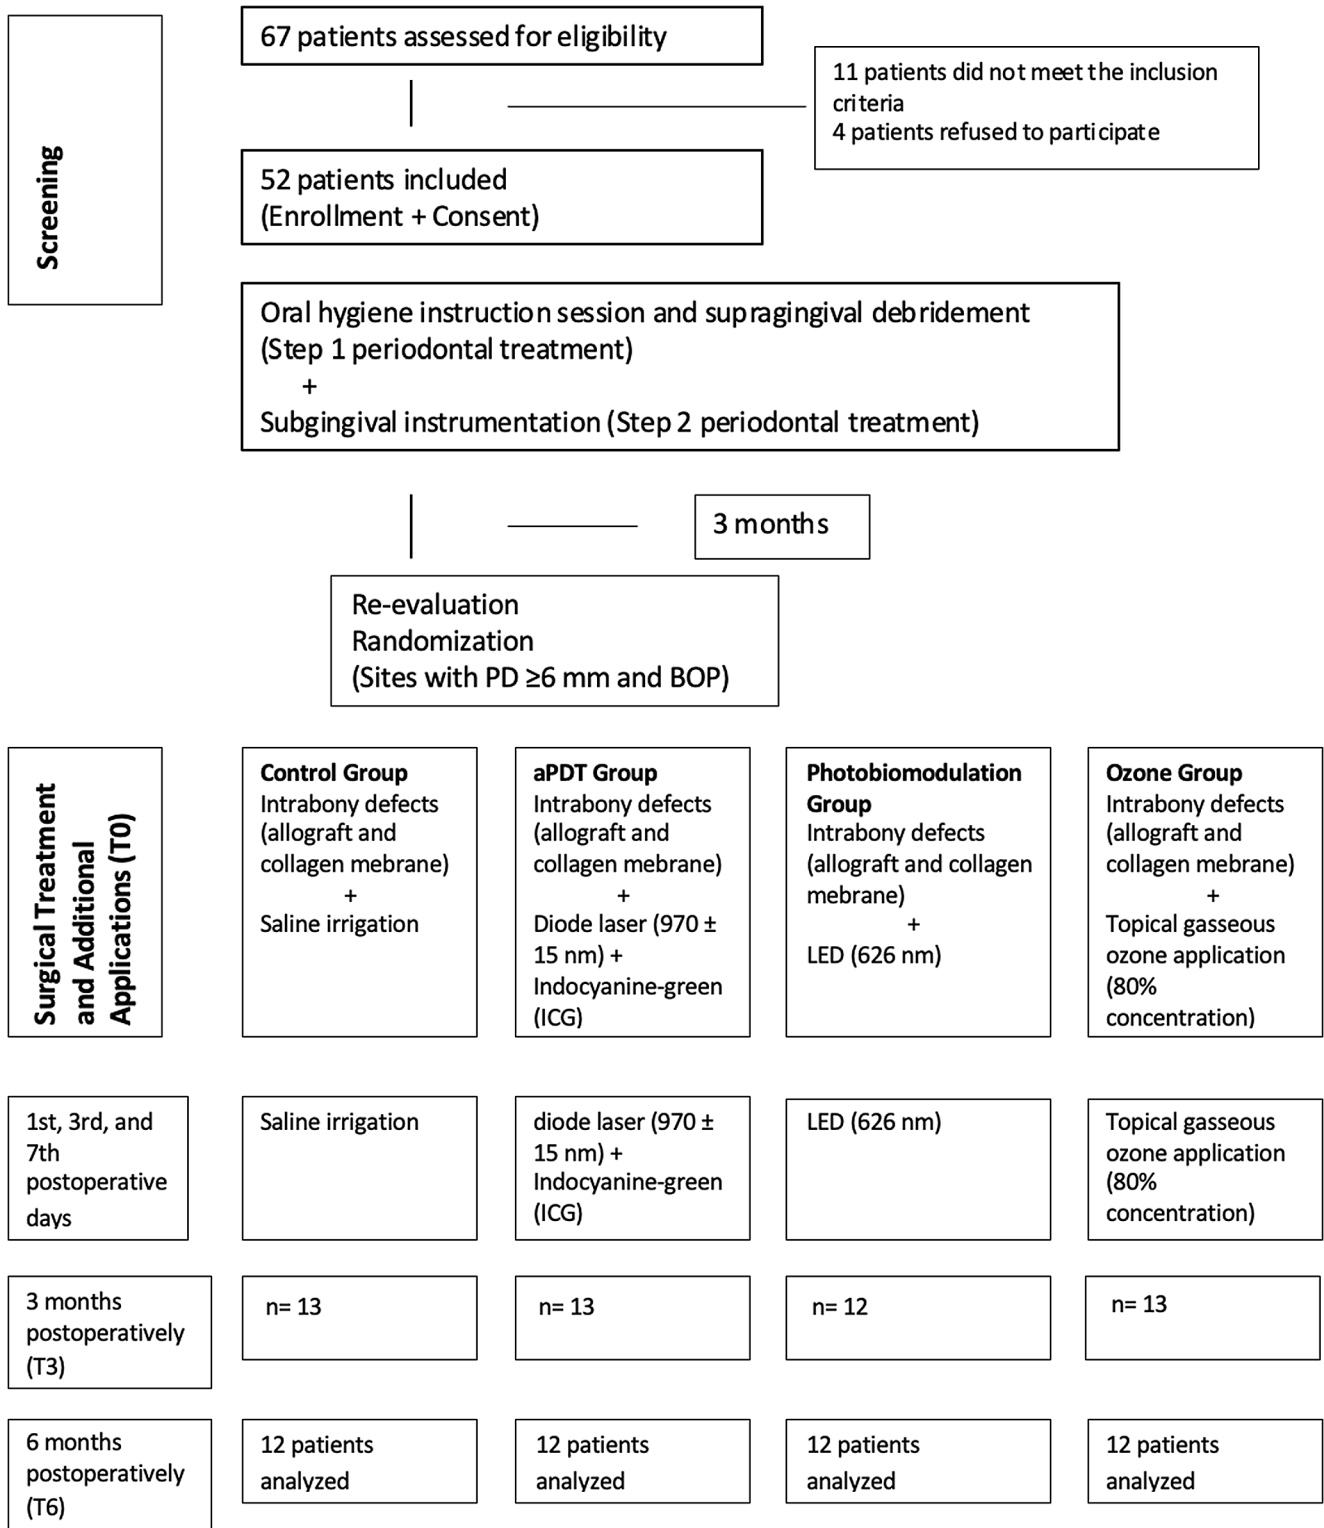 67 patients assessed for eligibility
11 patients did not meet the inclusion
criteria
4 patients refused to participate
Screening
52 patients included
(Enrollment + Consent)
Oral hygiene instruction session and supragingival debridement
(Step 1 periodontal treatment)
+
Subgingival instrumentation (Step 2 periodontal treatment)
3 months
Re-evaluation
Randomization
(Sites with PD ≥6 mm and BOP)
Surgical Treatment
and Additional
Applications (T0)
Control Group
Intrabony defects
(allograft and
collagen mebrane)
+
Saline irrigation
aPDT Group
Intrabony defects
(allograft and
collagen mebrane)
+
Diode laser (970 ±
15 nm) +
Indocyanine-green
(ICG)
Photobiomodulation
Group
Intrabony defects
(allograft and collagen
mebrane)
+
LED (626 nm)
Ozone Group
Intrabony defects
(allograft and
collagen mebrane)
+
Topical gasseous
ozone application
(80%
concentration)
1st, 3rd, and
7th
postoperative
days
Saline irrigation
diode laser (970 ±
15 nm) +
Indocyanine-green
(ICG)
LED (626 nm)
Topical gasseous
ozone application
(80%
concentration)
3 months
postoperatively
(T3)
n= 13
n= 13
n= 12
n= 13
6 months
postoperatively
(T6)
12 patients
analyzed
12 patients
analyzed
12 patients
analyzed
12 patients
analyzed